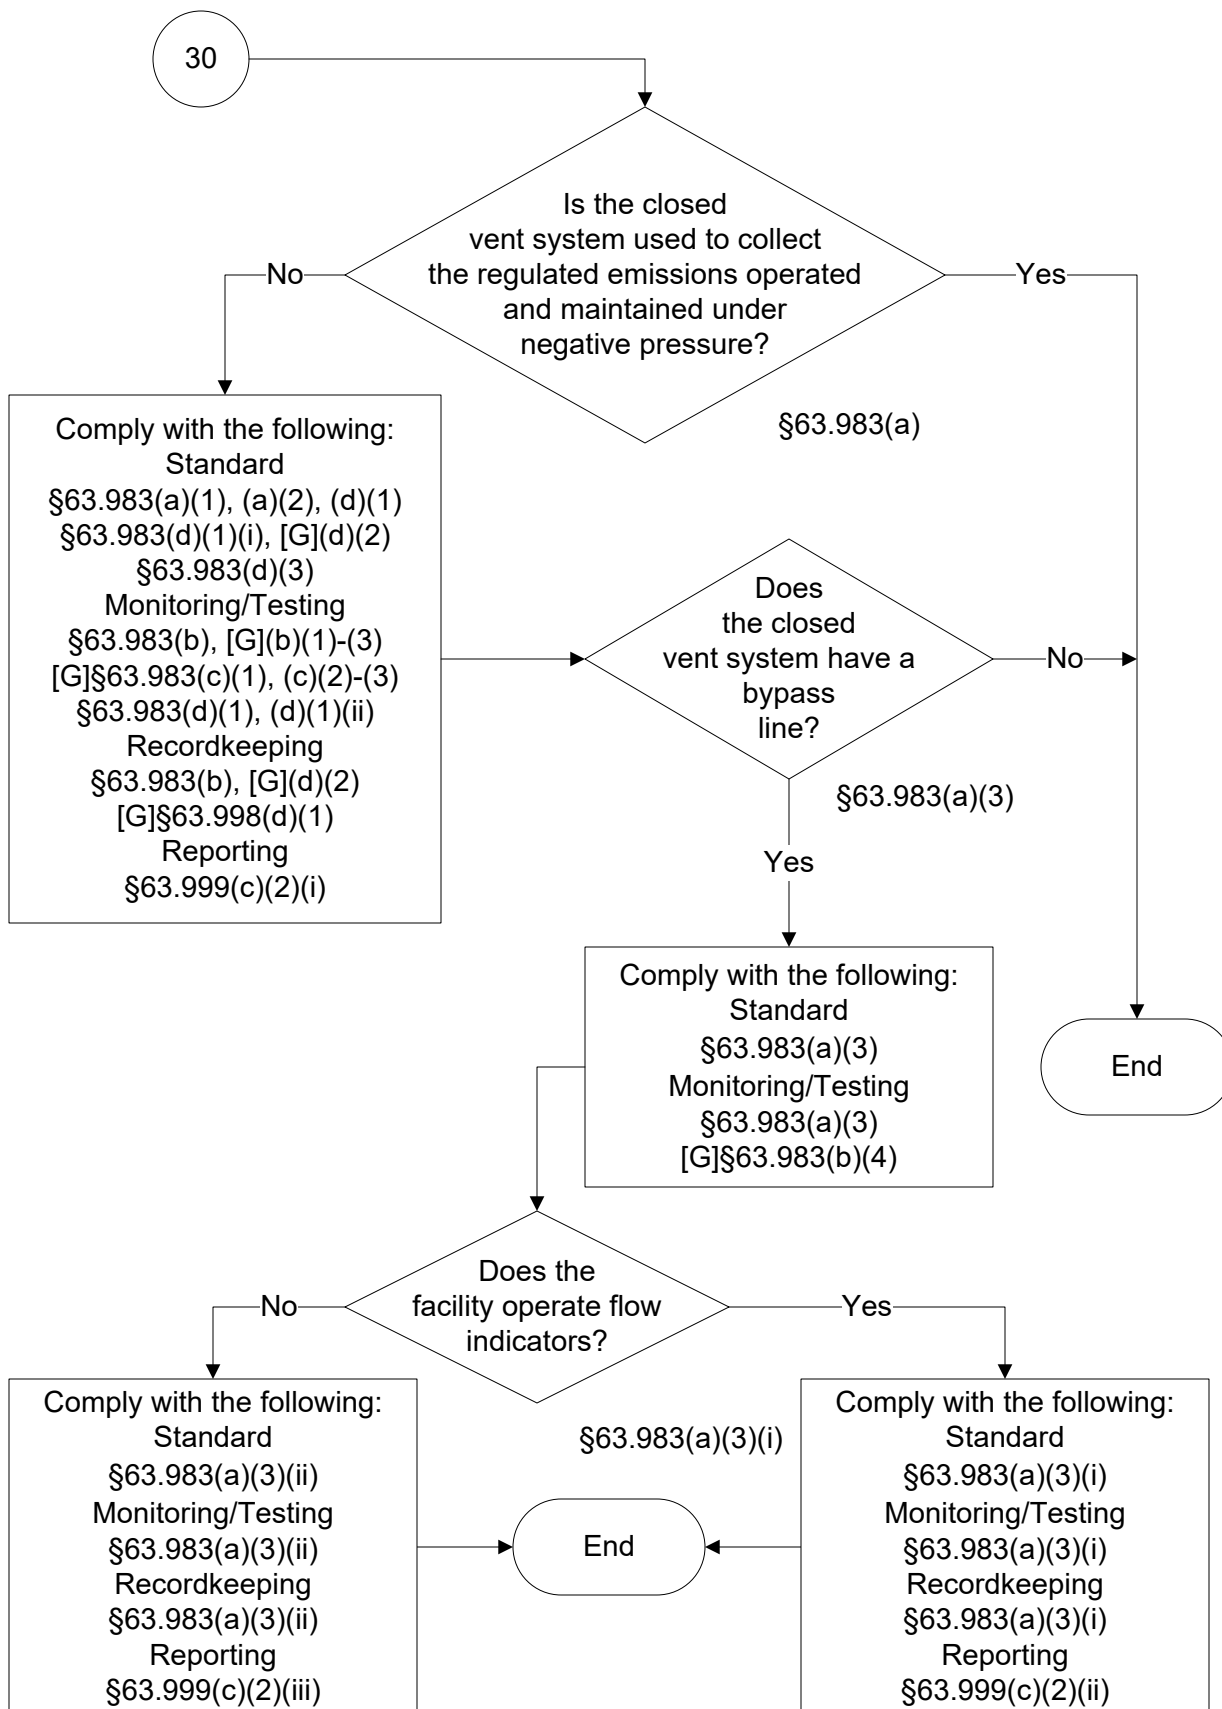 30
Is the closed
vent system used to collect
the regulated emissions operated
and maintained under
negative pressure?
No
Yes
§63.983(a)
Comply with the following:
Standard
§63.983(a)(1), (a)(2), (d)(1)
§63.983(d)(1)(i), [G](d)(2)
§63.983(d)(3)
Monitoring/Testing
§63.983(b), [G](b)(1)-(3)
[G]§63.983(c)(1), (c)(2)-(3)
§63.983(d)(1), (d)(1)(ii)
Recordkeeping
§63.983(b), [G](d)(2)
[G]§63.998(d)(1)
Reporting
§63.999(c)(2)(i)
Does
the closed
vent system have a
bypass
line?
No
§63.983(a)(3)
Yes
Comply with the following:
Standard
§63.983(a)(3)
Monitoring/Testing
§63.983(a)(3)
[G]§63.983(b)(4)
End
Does the
facility operate flow
indicators?
No
Yes
§63.983(a)(3)(i)
Comply with the following:
Standard
§63.983(a)(3)(ii)
Monitoring/Testing
§63.983(a)(3)(ii)
Recordkeeping
§63.983(a)(3)(ii)
Reporting
§63.999(c)(2)(iii)
End
Comply with the following:
Standard
§63.983(a)(3)(i)
Monitoring/Testing
§63.983(a)(3)(i)
Recordkeeping
§63.983(a)(3)(i)
Reporting
§63.999(c)(2)(ii)